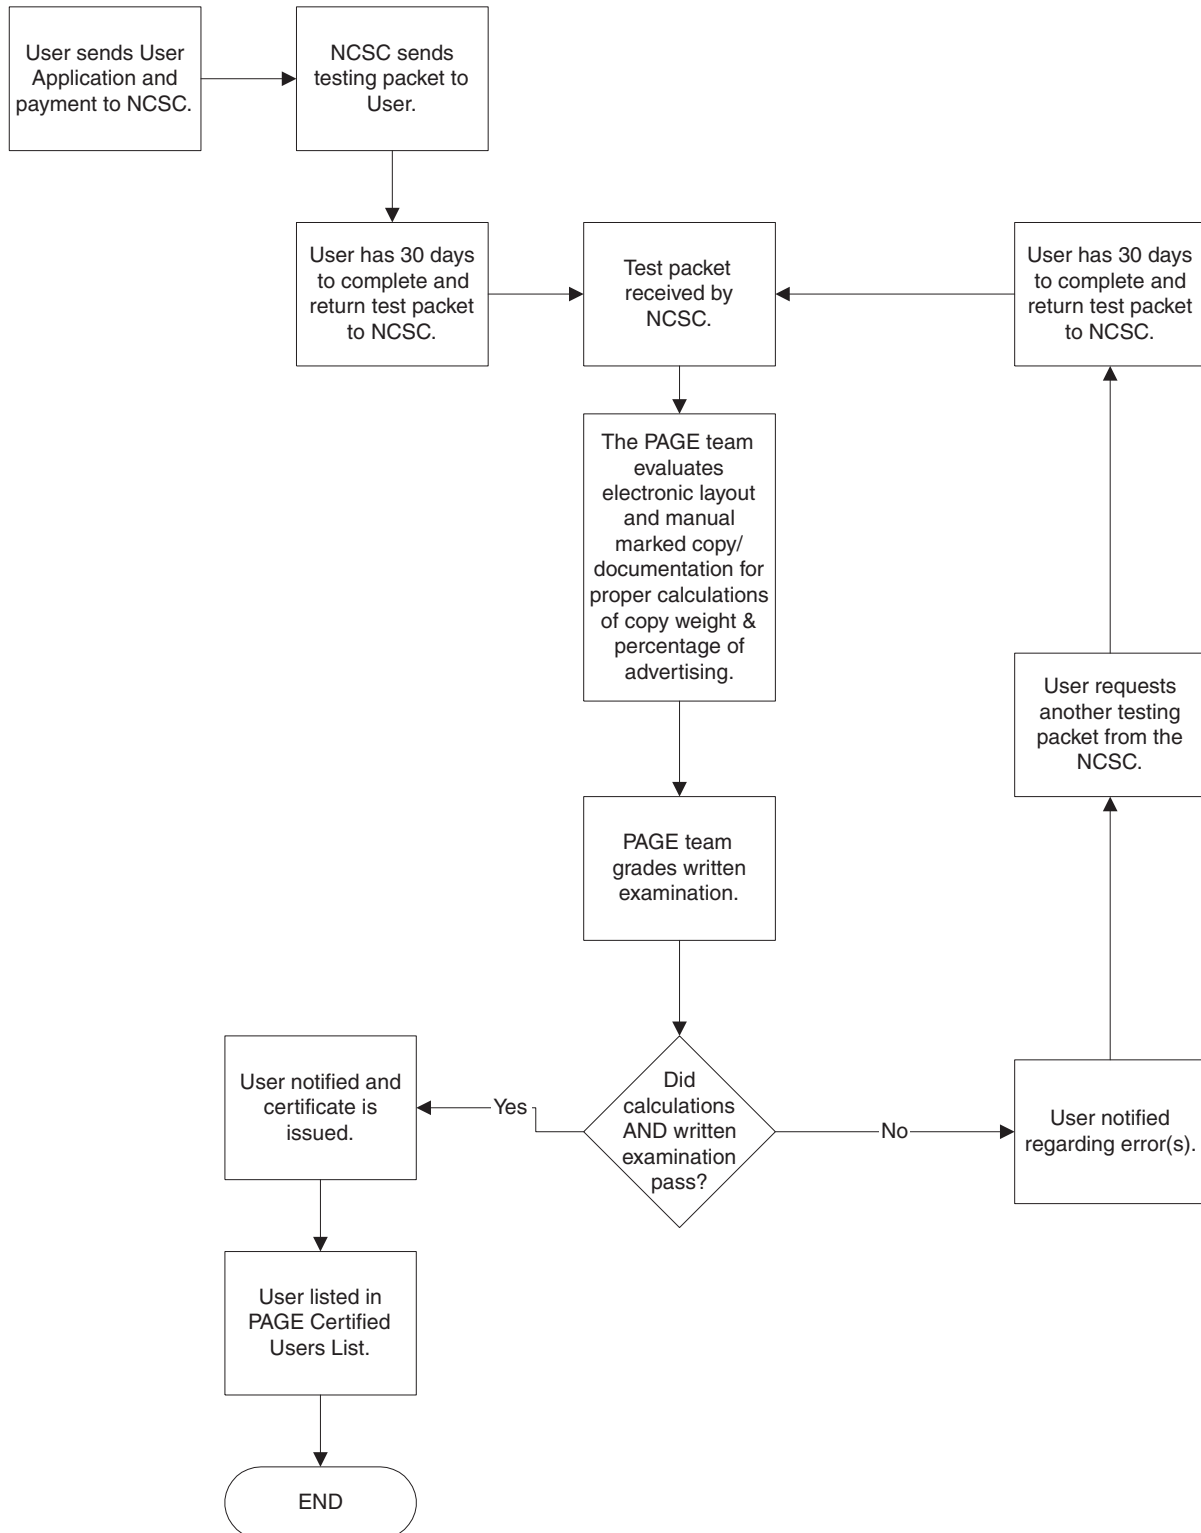 User sends User
Application and
payment to NCSC.
NCSC sends
testing packet to
User.
User has 30 days
to complete and
return test packet
to NCSC.
Test packet
received by
NCSC.
User has 30 days
to complete and
return test packet
to NCSC.
The PAGE team
evaluates
electronic layout
and manual
marked copy/
documentation for
proper calculations
of copy weight &
percentage of
advertising.
User requests
another testing
packet from the
NCSC.
PAGE team
grades written
examination.
Did
calculations
AND written
examination
pass?
Yes
No
User notified and
certificate is
issued.
User notified
regarding error(s).
User listed in
PAGE Certified
Users List.
END